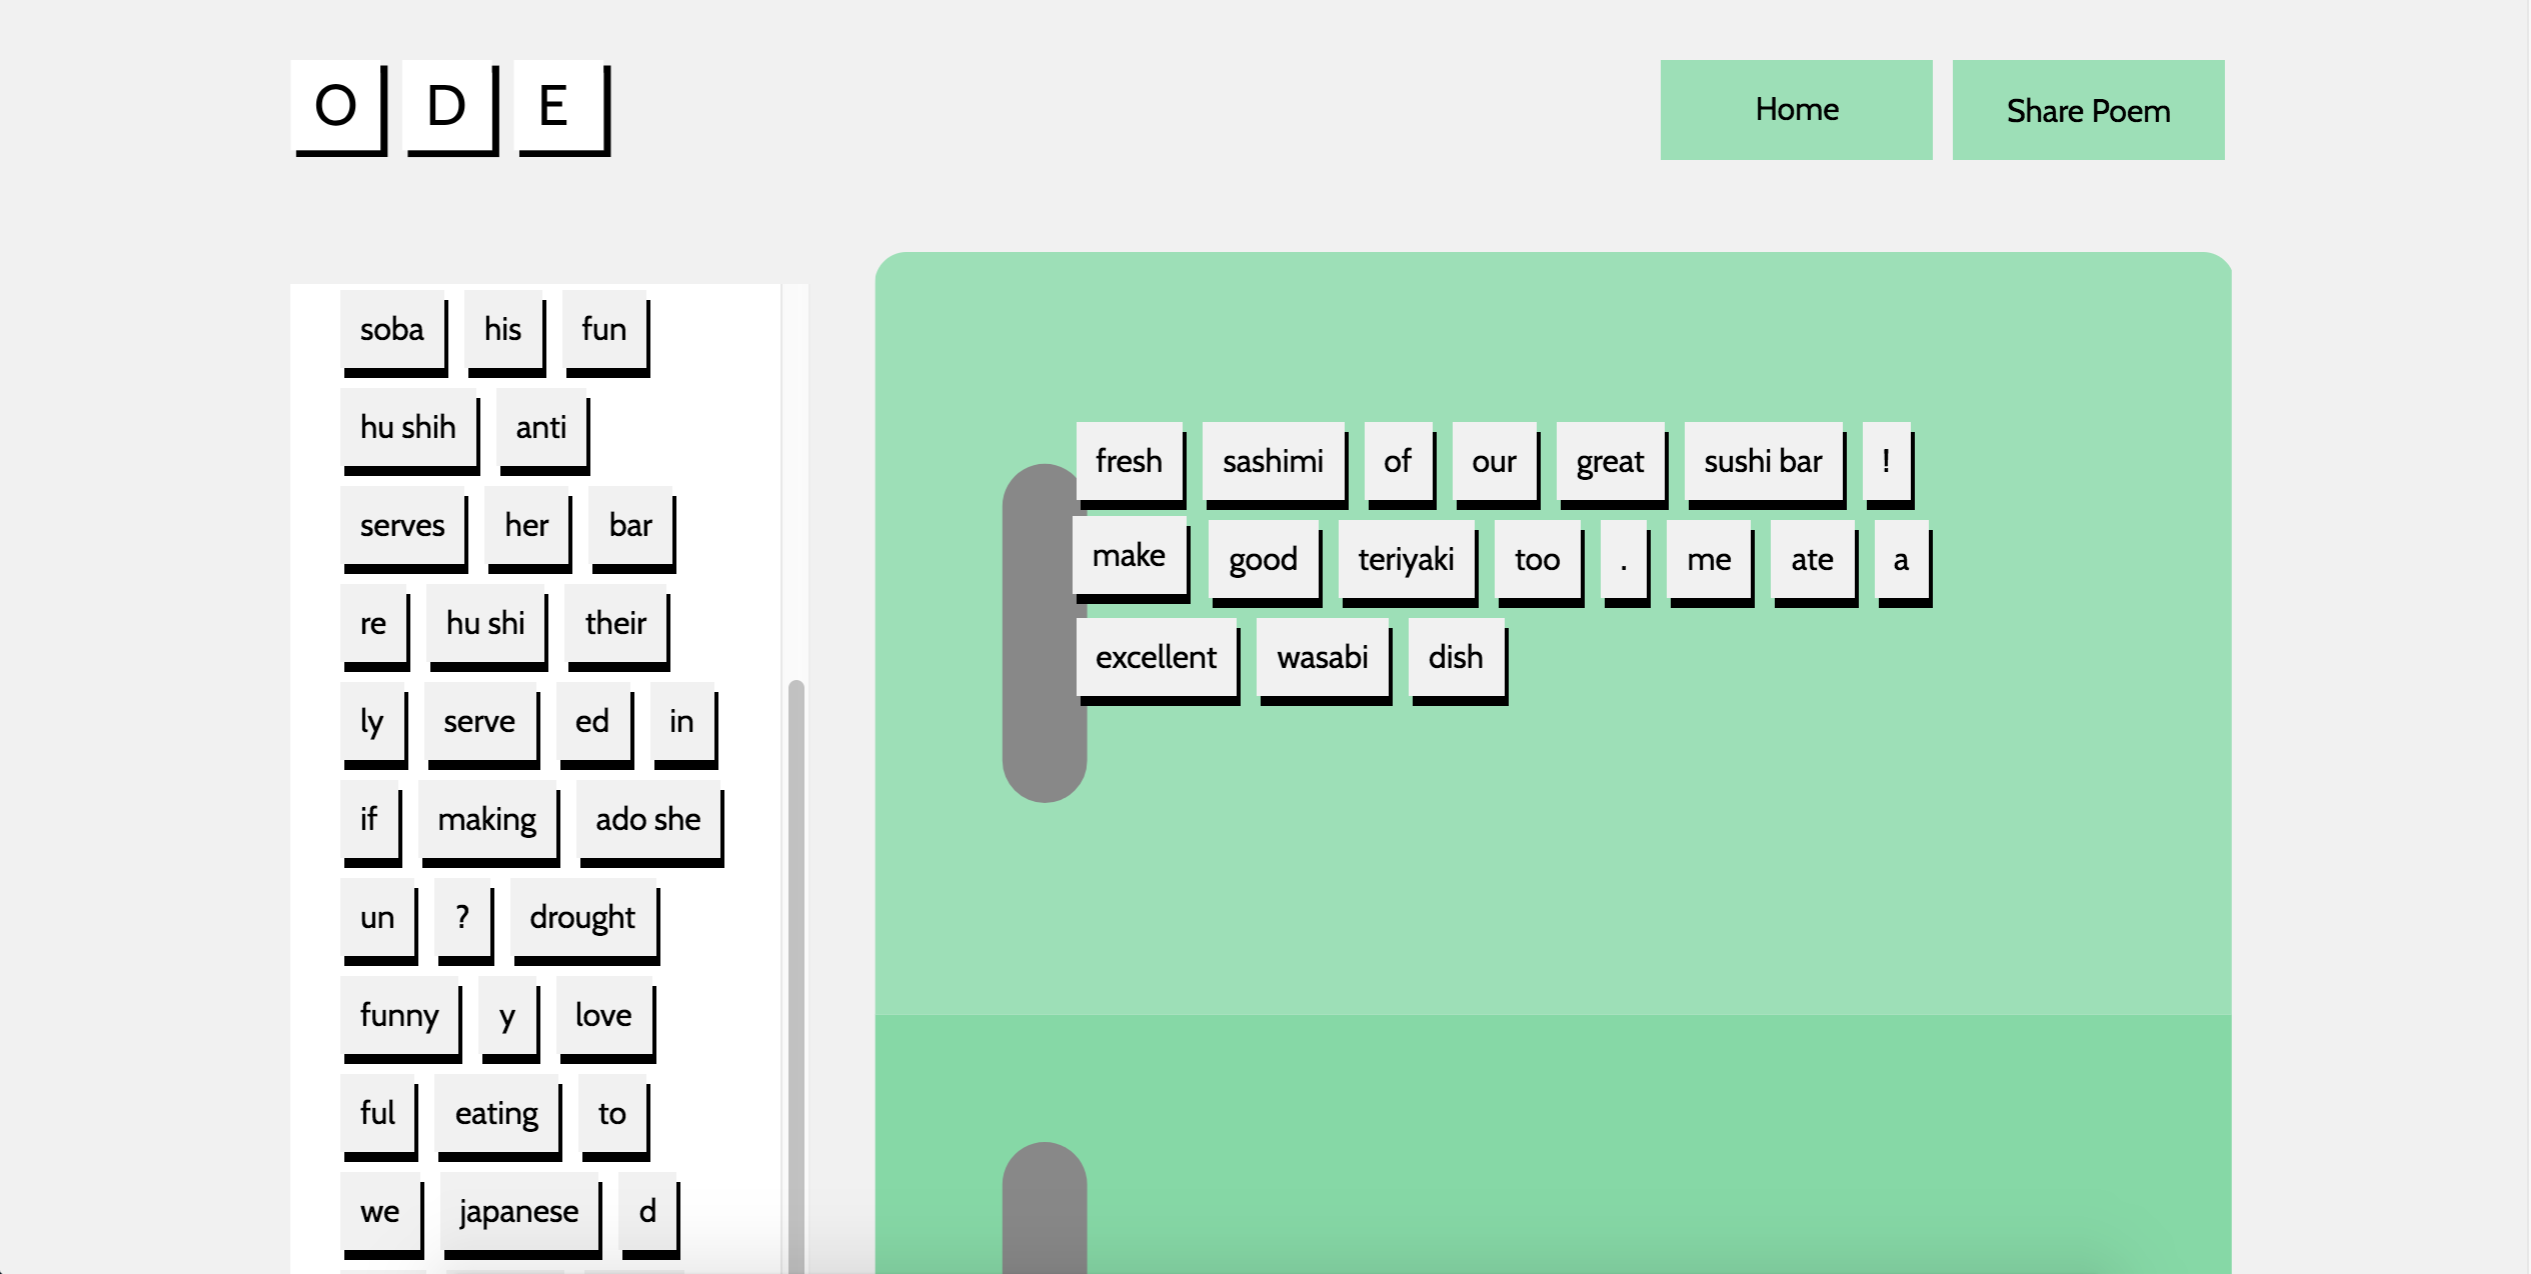 O D E
Home
Share Poem
soba his fun
hu shih anti
serves her bar
re hu shi their
ly serve ed in
if making ado she
un ? drought
funny y love
ful eating to
we japanese d
fresh sashimi of our great sushi bar !
make good teriyaki too . me ate a
excellent wasabi dish